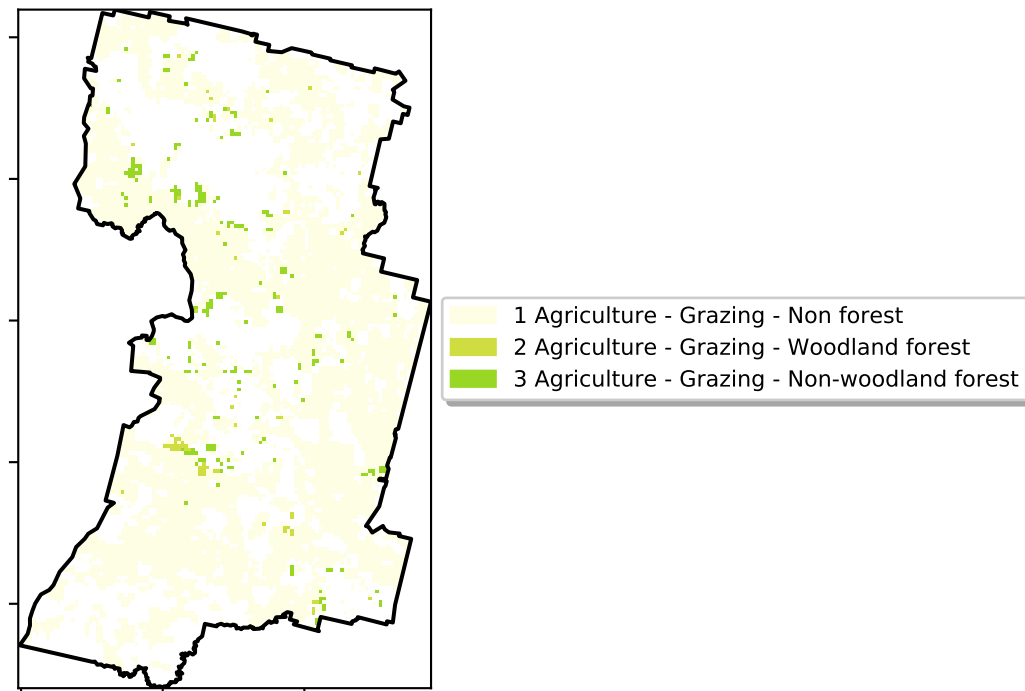 1 Agriculture - Grazing - Non forest
2 Agriculture - Grazing - Woodland forest
3 Agriculture - Grazing - Non-woodland forest